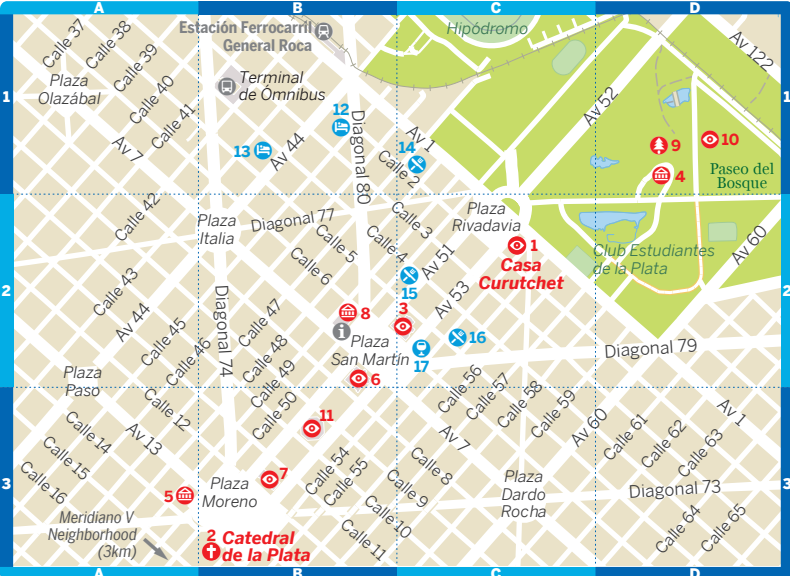 A
B
C
D
Calle 37
Calle 38
Calle 39
Calle 40
Calle 41
Estación Ferrocarril
General Roca
Hipódromo
Av 122
Plaza
Olazábal
Terminal
de Ómnibus
1
1
Av 7
13
Av 44
12
Diagonal 80
Av 1
14
Calle 2
Av 52
9
10
4
Paseo del
Bosque
Calle 42
Plaza
Italia
Diagonal 77
Calle 3
Calle 4
Calle 5
Calle 6
Plaza
Rivadavia
Av 51
1
Casa
Curutchet
Club Estudiantes
de la Plata
Av 60
2
2
Calle 43
Av 44
Calle 45
Calle 46
Diagonal 74
Calle 47
Calle 48
Calle 49
Calle 50
8
i
Plaza
San Martín
3
15
Av 53
16
17
Diagonal 79
Plaza
Paso
6
Calle 12
Av 13
Calle 14
Calle 15
Calle 16
11
7
Calle 54
Calle 55
Calle 56
Calle 57
Calle 58
Calle 59
Av 60
Calle 61
Calle 62
Calle 63
Av 1
Av 7
Calle 8
Calle 9
Calle 10
Calle 11
3
3
5
Plaza
Moreno
Plaza
Dardo
Rocha
Diagonal 73
Calle 64
Calle 65
Meridiano V
Neighborhood
(3km)
2
Catedral
de la Plata
A
B
C
D